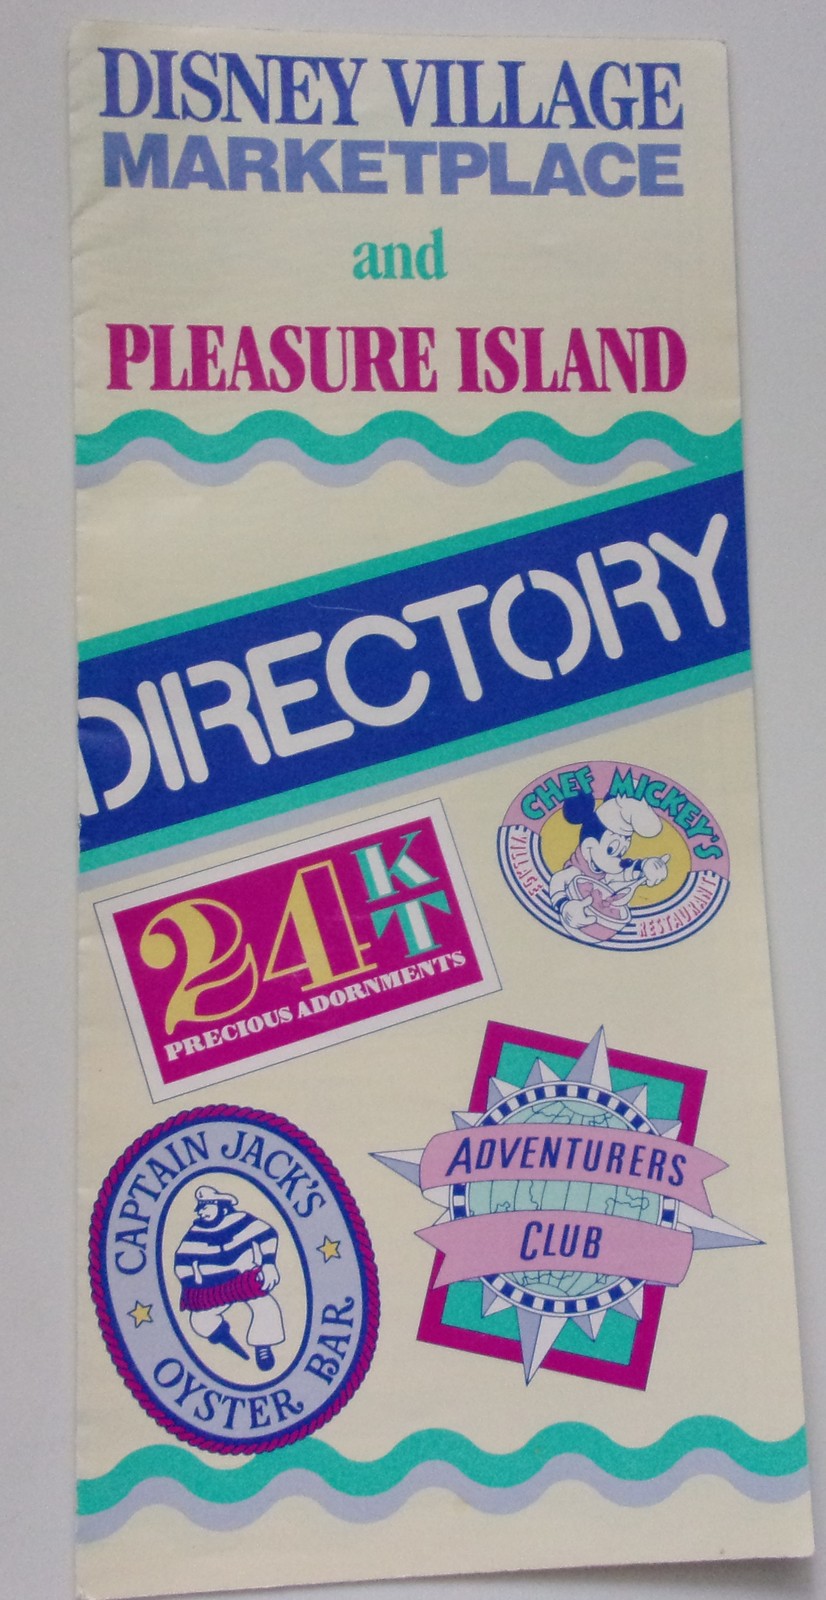 DISNEY VILLAGE
MARKETPLACE
and
PLEASURE ISLAND
DIRECTORY
CHEF MICKEY'S
VILLAGE RESTAURANT
24 KT
PRECIOUS ADORNMENTS
ADVENTURERS
CLUB
CAPTAIN JACK'S
OYSTER BAR